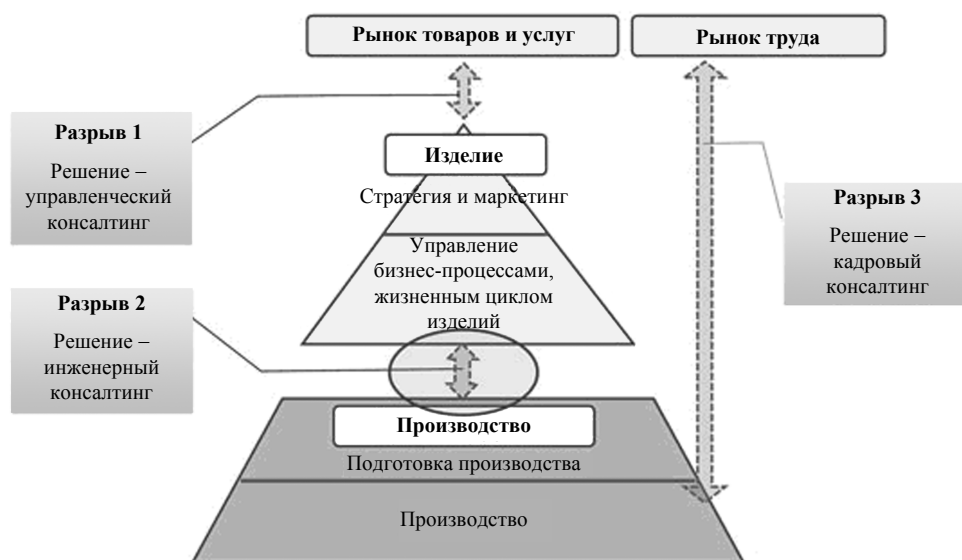 Рынок товаров и услуг
Рынок труда
Разрыв 1
Решение –
управленческий
консалтинг
Изделие
Стратегия и маркетинг
Управление
бизнес-процессами,
жизненным циклом
изделий
Разрыв 3
Решение –
кадровый
консалтинг
Разрыв 2
Решение –
инженерный
консалтинг
Производство
Подготовка производства
Производство